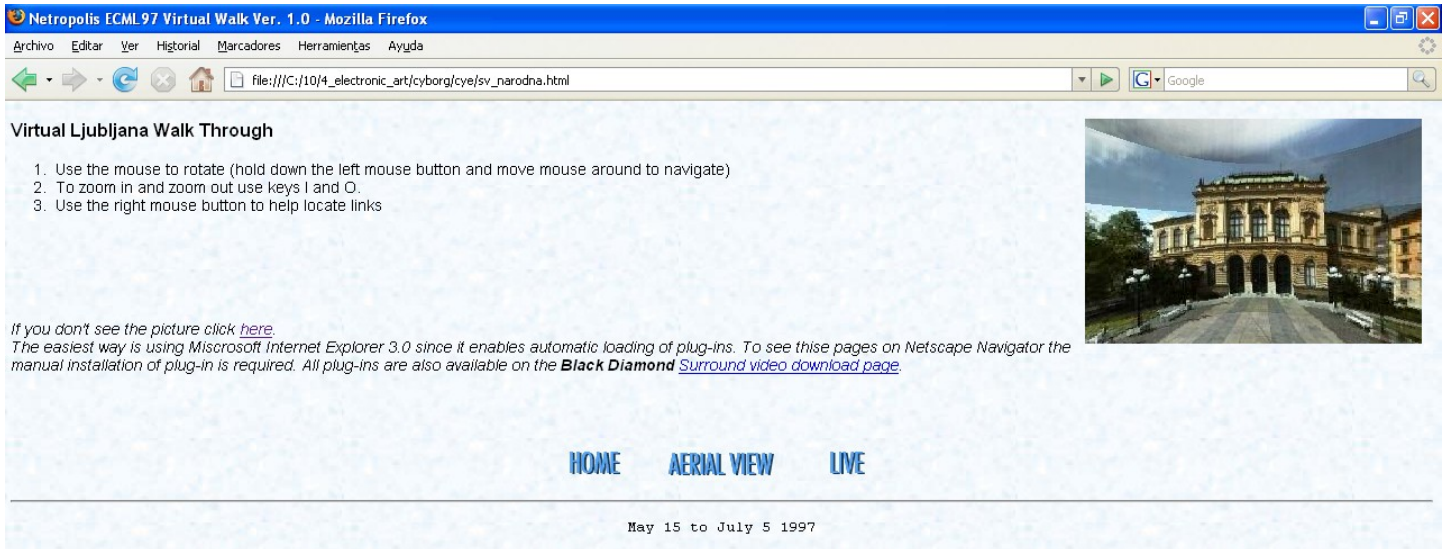 Netropolis ECML97 Virtual Walk Ver. 1.0 - Mozilla Firefox
Archivo Editar Ver Historial Marcadores Herramientas Ayuda
file:///C:/10/4_electronic_art/cyborg/cye/sv_narodna.html
G Google
Virtual Ljubljana Walk Through
1. Use the mouse to rotate (hold down the left mouse button and move mouse around to navigate)
2. To zoom in and zoom out use keys I and O.
3. Use the right mouse button to help locate links
If you don't see the picture click here.
The easiest way is using Miscrosoft Internet Explorer 3.0 since it enables automatic loading of plug-ins. To see thise pages on Netscape Navigator the
manual installation of plug-in is required. All plug-ins are also available on the Black Diamond Surround video download page.
HOME AERIAL VIEW LIVE
May 15 to July 5 1997